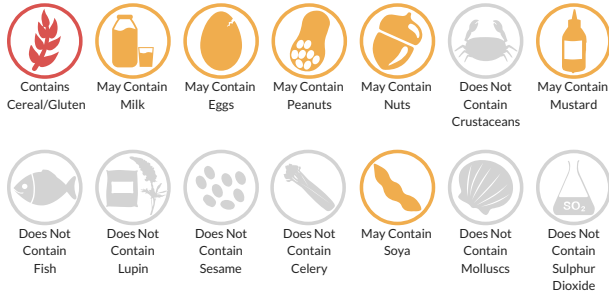 Contains
Cereal/Gluten
May Contain
Milk
May Contain
Eggs
May Contain
Peanuts
May Contain
Nuts
Does Not
Contain
Crustaceans
May Contain
Mustard
Does Not
Contain
Fish
Does Not
Contain
Lupin
Does Not
Contain
Sesame
Does Not
Contain
Celery
May Contain
Soya
Does Not
Contain
Molluscs
SO₂
Does Not
Contain
Sulphur
Dioxide